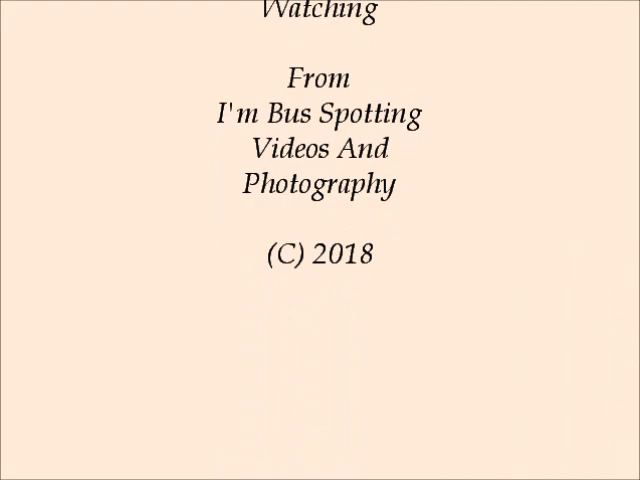 Watching
From
I'm Bus Spotting
Videos And
Photography
(C) 2018